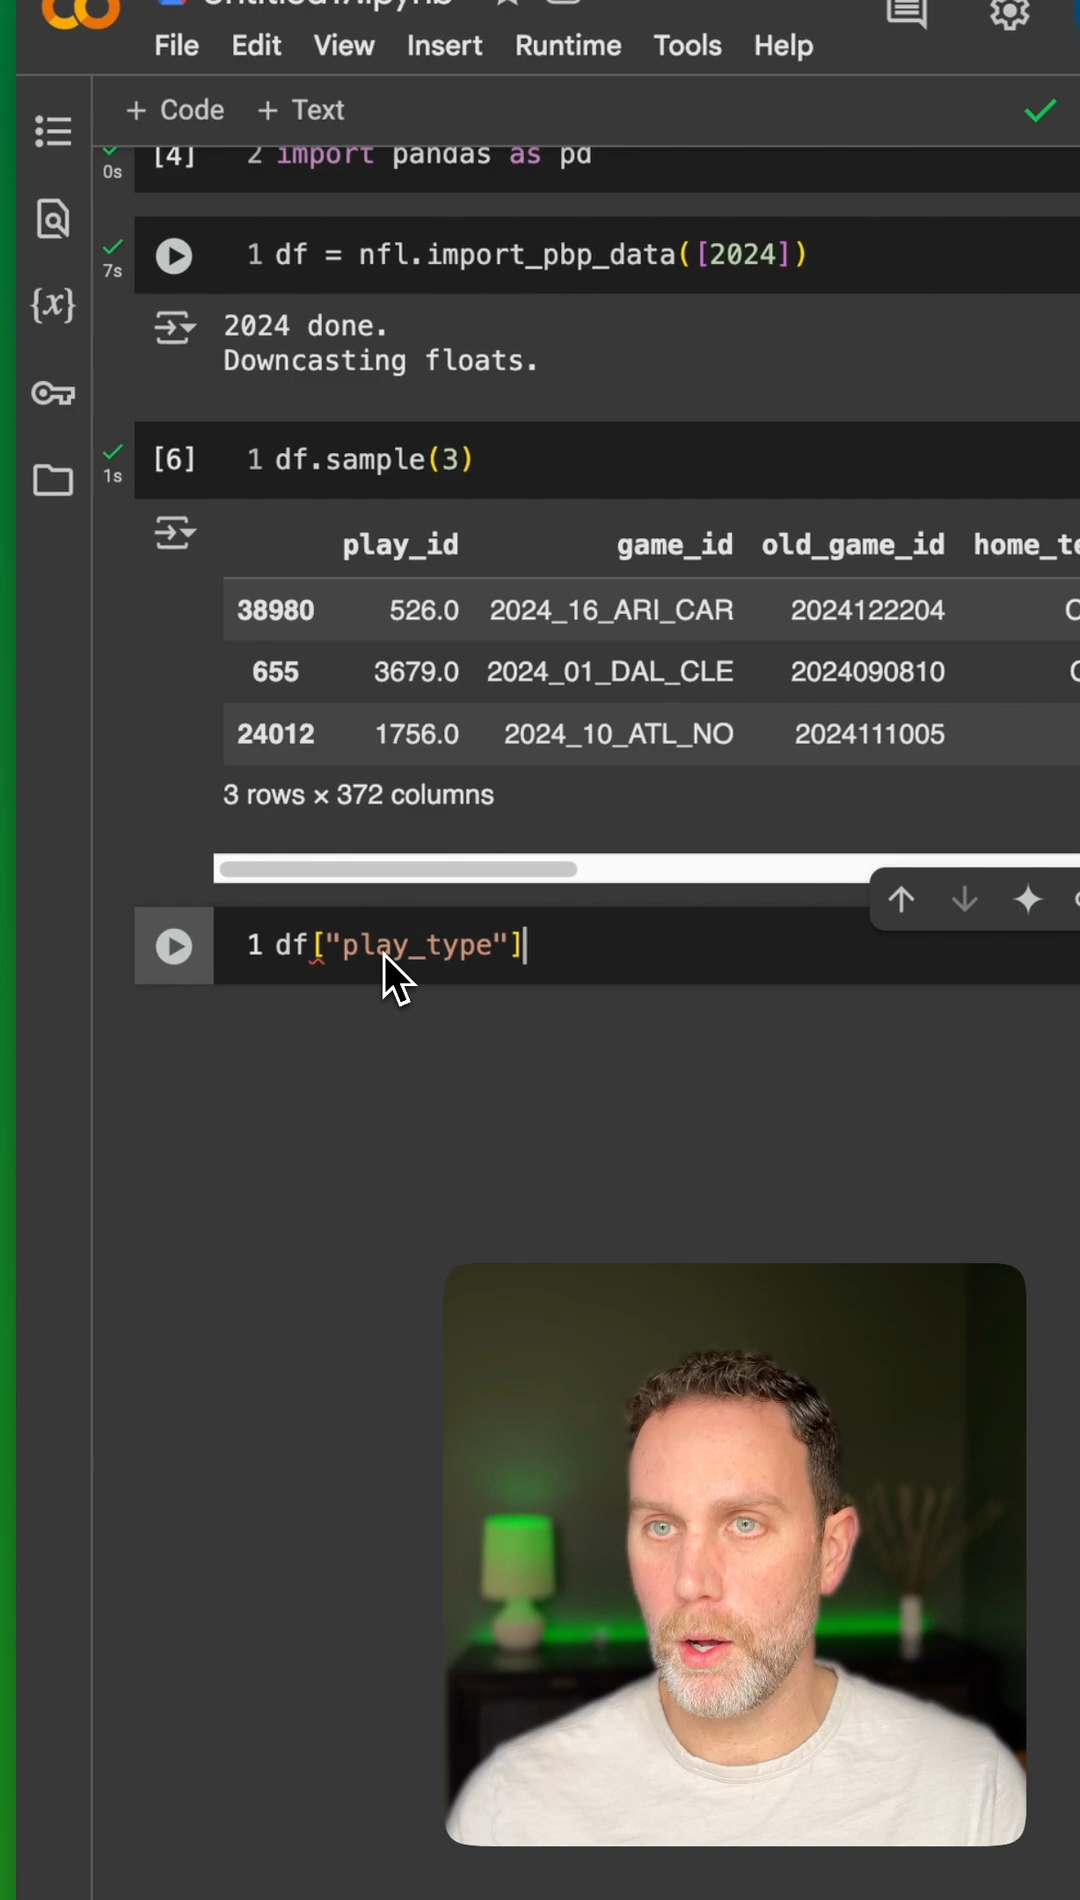 File Edit View Insert Runtime Tools Help
+ Code + Text
0s [4] 2 import pandas as pd
7s 1 df = nfl.import_pbp_data([2024])
2024 done.
Downcasting floats.
1s [6] 1 df.sample(3)
play_id game_id old_game_id
38980 526.0 2024_16_ARI_CAR 2024122204
655 3679.0 2024_01_DAL_CLE 2024090810
24012 1756.0 2024_10_ATL_NO 2024111005
3 rows × 372 columns
1 df["play_type"]
{x}